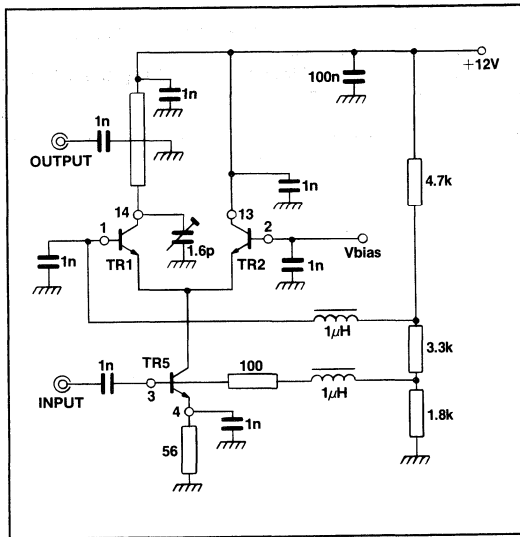 +12V
100n
1n
1n
OUTPUT
4.7k
1n
14
13
1
2
1.6p
Vbias
TR1
TR2
1n
1n
1µH
3.3k
TR5
100
1n
INPUT
3
1µH
4
1n
1.8k
56